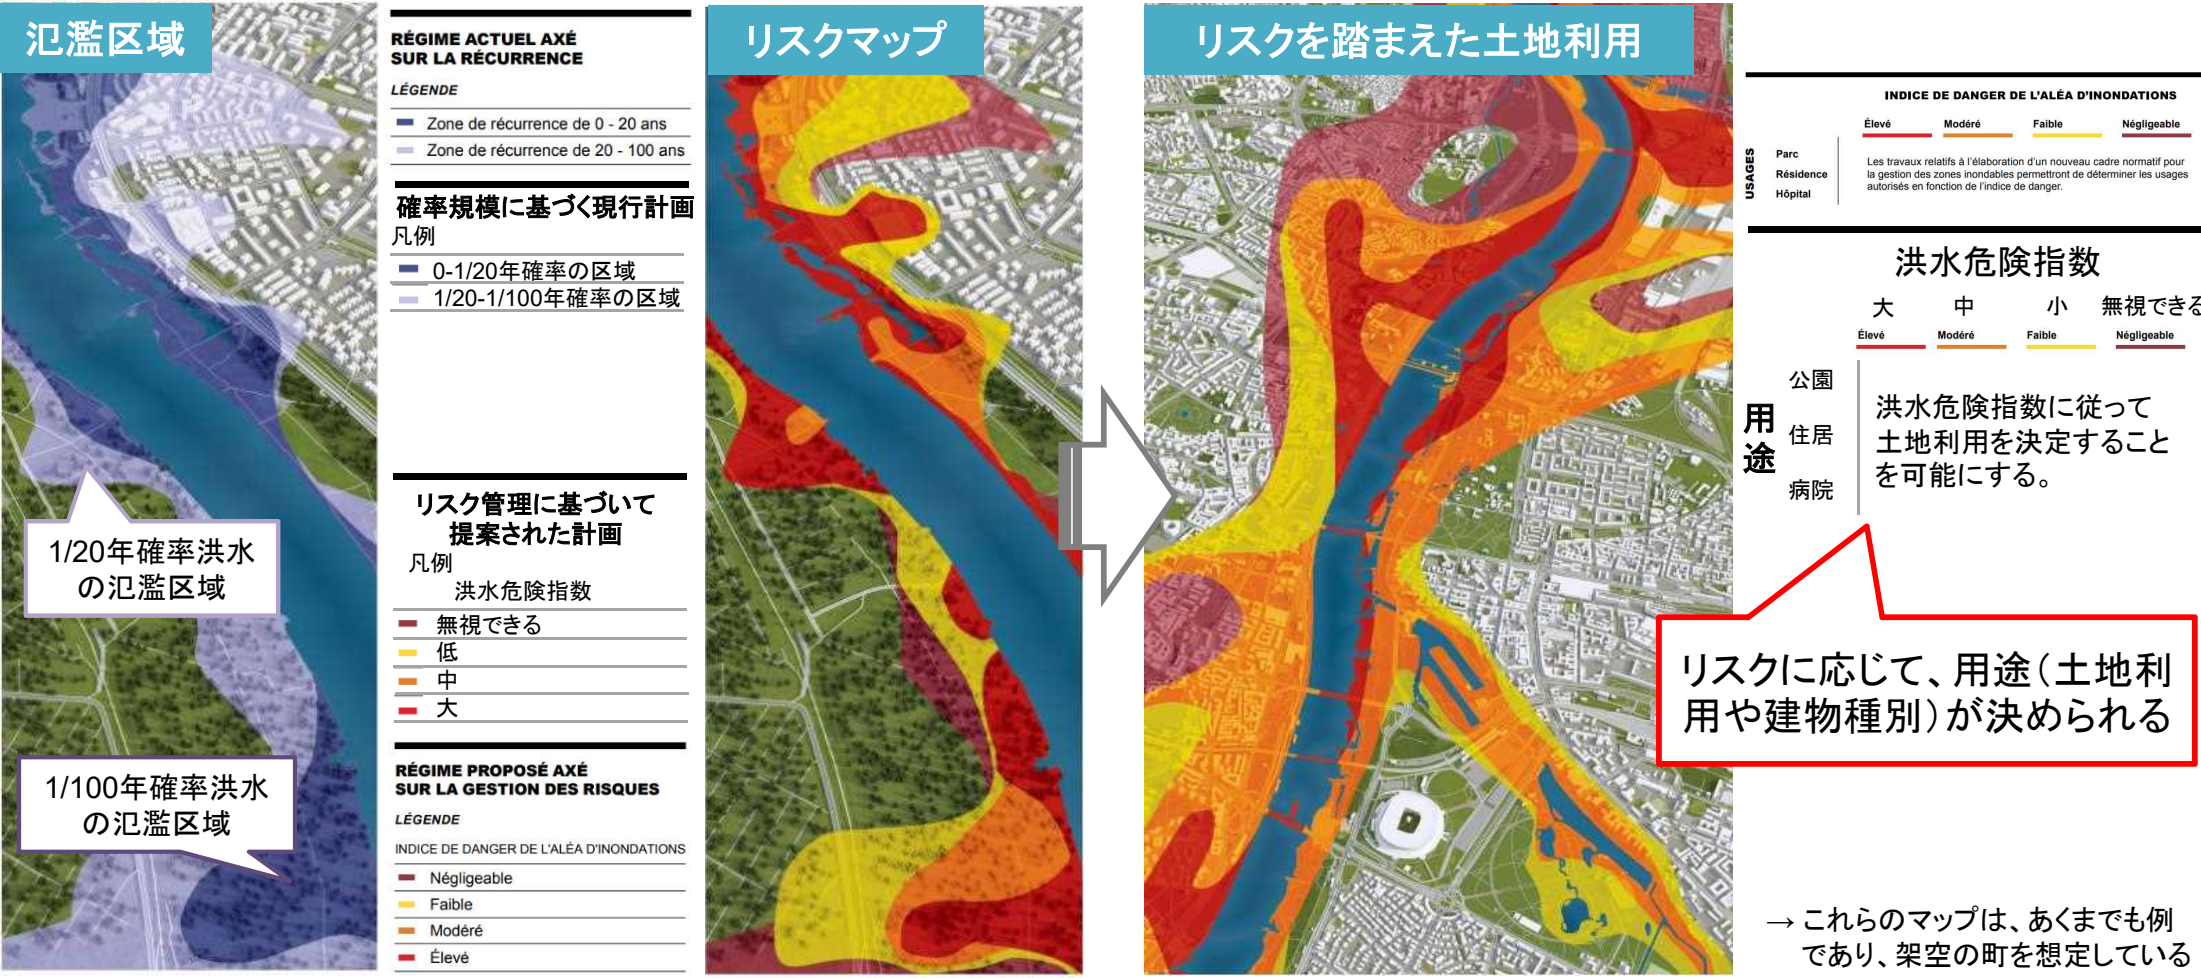 氾濫区域
RÉGIME ACTUEL AXÉ
SUR LA RÉCURRENCE
LÉGENDE
Zone de récurrence de 0 - 20 ans
Zone de récurrence de 20 - 100 ans
確率規模に基づく現行計画
凡例
0-1/20年確率の区域
1/20-1/100年確率の区域
1/20年確率洪水
の氾濫区域
1/100年確率洪水
の氾濫区域
リスク管理に基づいて
提案された計画
凡例
洪水危険指数
無視できる
低
中
大
RÉGIME PROPOSÉ AXÉ
SUR LA GESTION DES RISQUES
LÉGENDE
INDICE DE DANGER DE L'ALÉA D'INONDATIONS
Négligeable
Faible
Modéré
Élevé
リスクマップ
リスクを踏まえた土地利用
INDICE DE DANGER DE L'ALÉA D'INONDATIONS
Élevé Modéré Faible Négligeable
USAGES
Parc
Résidence
Hôpital
Les travaux relatifs à l'élaboration d'un nouveau cadre normatif pour
la gestion des zones inondables permettront de déterminer les usages
autorisés en fonction de l'indice de danger.
洪水危険指数
大 中 小 無視できる
Élevé Modéré Faible Négligeable
用途
公園
住居
病院
洪水危険指数に従って
土地利用を決定すること
を可能にする。
リスクに応じて、用途（土地利
用や建物種別）が決められる
→ これらのマップは、あくまでも例
であり、架空の町を想定している